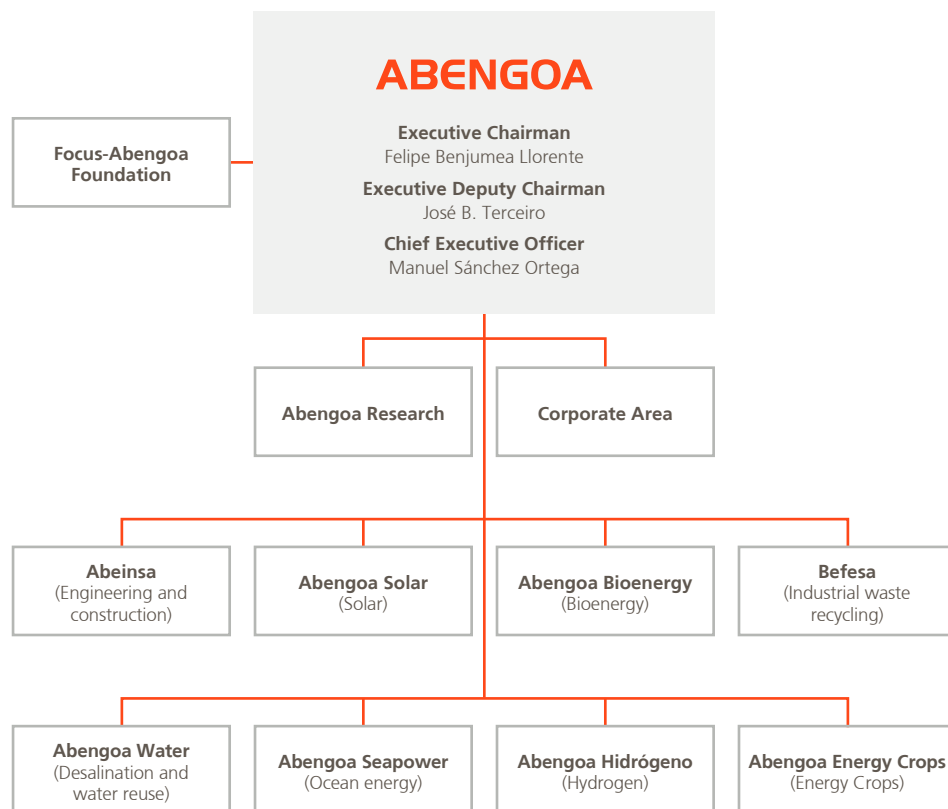 ABENGOA
Executive Chairman
Felipe Benjumea Llorente
Executive Deputy Chairman
José B. Terceiro
Chief Executive Officer
Manuel Sánchez Ortega
Focus-Abengoa
Foundation
Abengoa Research
Corporate Area
Abeinsa
(Engineering and
construction)
Abengoa Solar
(Solar)
Abengoa Bioenergy
(Bioenergy)
Befesa
(Industrial waste
recycling)
Abengoa Water
(Desalination and
water reuse)
Abengoa Seapower
(Ocean energy)
Abengoa Hidrógeno
(Hydrogen)
Abengoa Energy Crops
(Energy Crops)